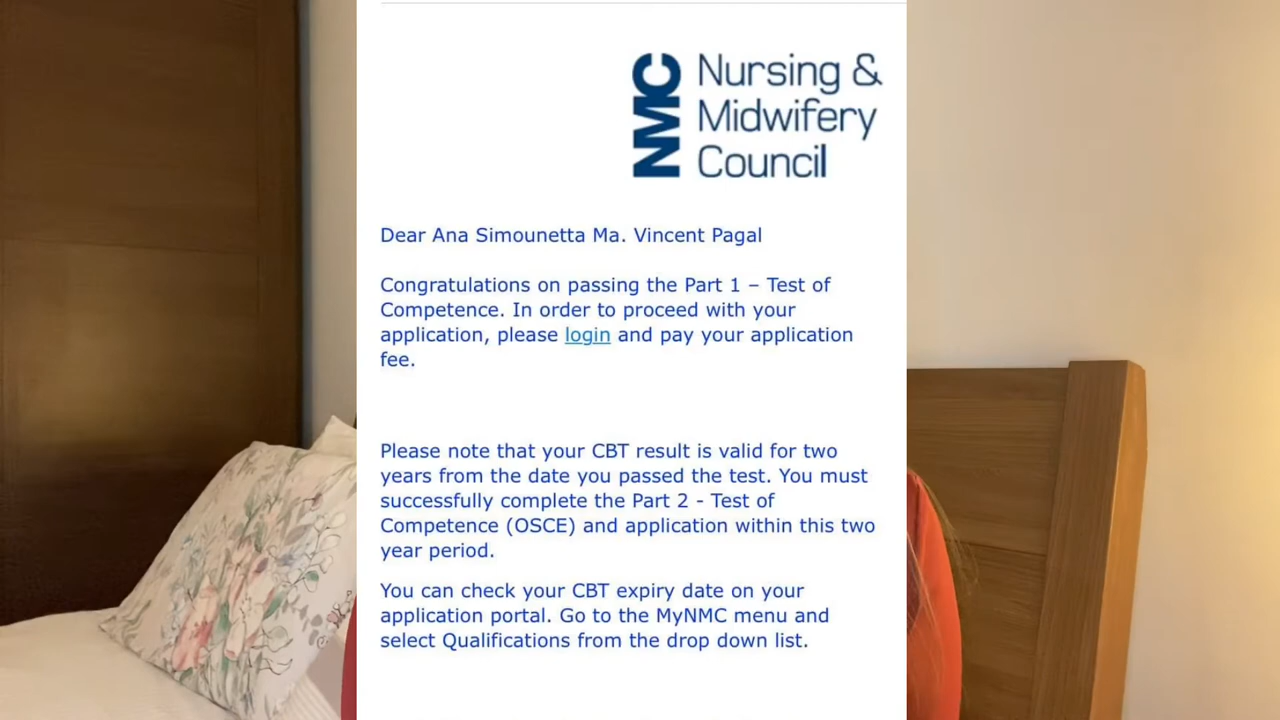 NMC
Nursing &
Midwifery
Council
Dear Ana Simounetta Ma. Vincent Pagal
Congratulations on passing the Part 1 – Test of
Competence. In order to proceed with your
application, please login and pay your application
fee.
Please note that your CBT result is valid for two
years from the date you passed the test. You must
successfully complete the Part 2 - Test of
Competence (OSCE) and application within this two
year period.
You can check your CBT expiry date on your
application portal. Go to the MyNMC menu and
select Qualifications from the drop down list.